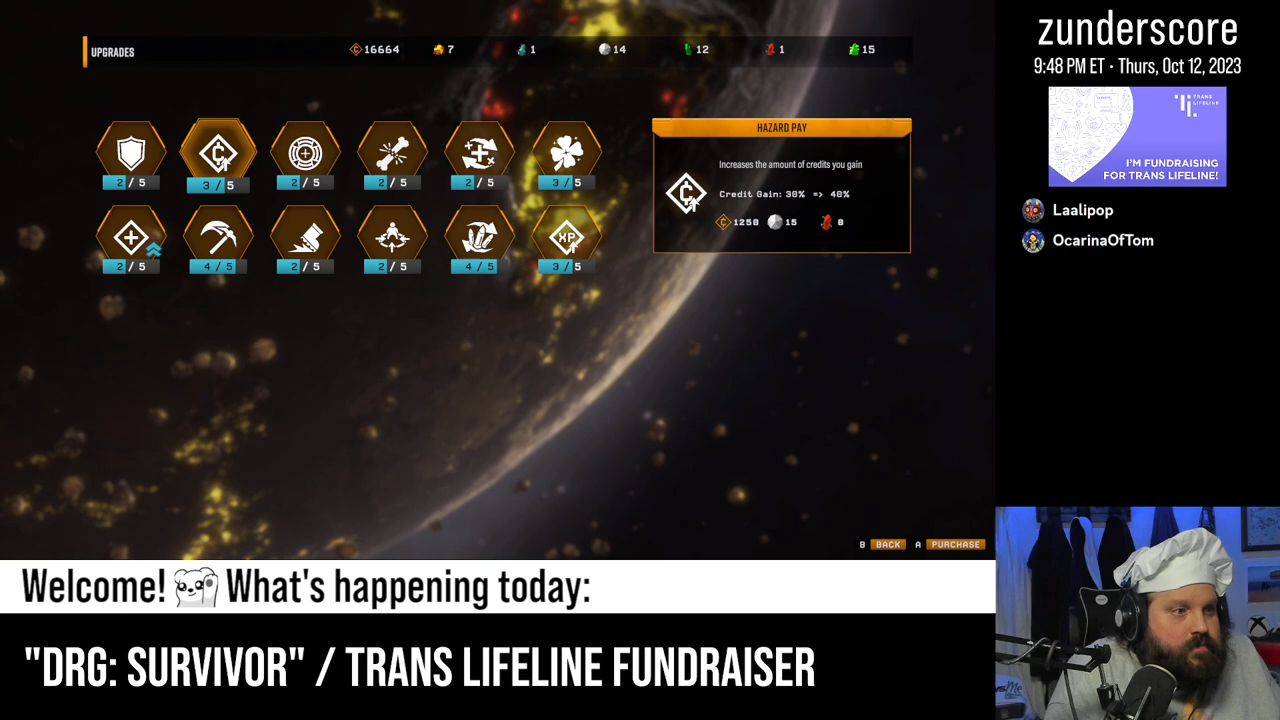 UPGRADES
16664 7 1 14 12 1 15
2 / 5 3 / 5 2 / 5 2 / 5 2 / 5 3 / 5
XP
2 / 5 4 / 5 2 / 5 2 / 5 4 / 5 3 / 5
HAZARD PAY
Increases the amount of credits you gain
Credit Gain: 30% => 40%
1250 15 8
B BACK A PURCHASE
zunderscore
9:48 PM ET · Thurs, Oct 12, 2023
TRANS
LIFELINE
I'M FUNDRAISING
FOR TRANS LIFELINE!
Laalipop
OcarinaOfTom
Welcome! What's happening today:
"DRG: SURVIVOR" / TRANS LIFELINE FUNDRAISER